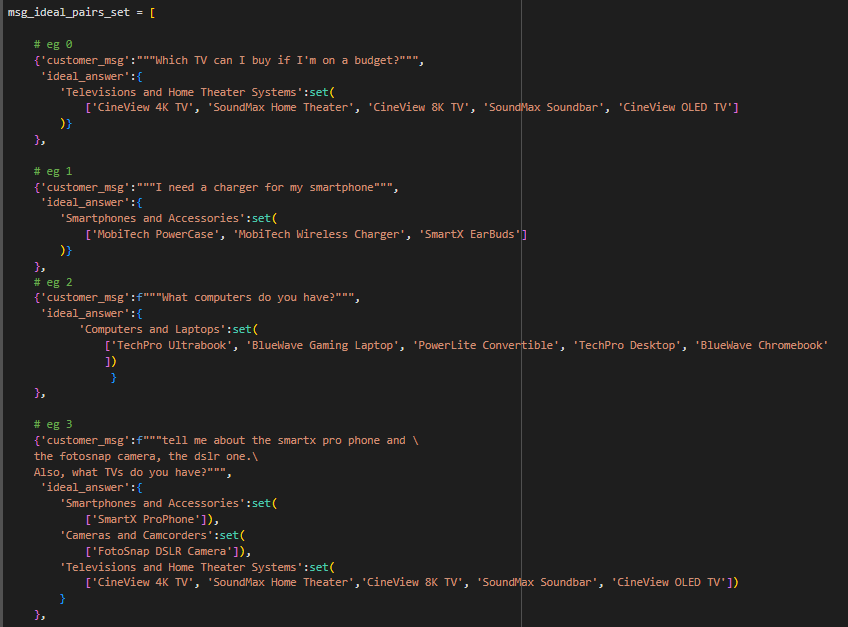 msg_ideal_pairs_set = [
# eg 0
{'customer_msg':"""Which TV can I buy if I'm on a budget?""",
'ideal_answer':{
'Televisions and Home Theater Systems':set(
['CineView 4K TV', 'SoundMax Home Theater', 'CineView 8K TV', 'SoundMax Soundbar', 'CineView OLED TV']
)}
},
# eg 1
{'customer_msg':"""I need a charger for my smartphone""",
'ideal_answer':{
'Smartphones and Accessories':set(
['MobiTech PowerCase', 'MobiTech Wireless Charger', 'SmartX EarBuds']
)}
},
# eg 2
{'customer_msg':f"""What computers do you have?""",
'ideal_answer':{
'Computers and Laptops':set(
['TechPro Ultrabook', 'BlueWave Gaming Laptop', 'PowerLite Convertible', 'TechPro Desktop', 'BlueWave Chromebook'
])
}
},
# eg 3
{'customer_msg':f"""tell me about the smartx pro phone and \
the fotosnap camera, the dslr one.\
Also, what TVs do you have?""",
'ideal_answer':{
'Smartphones and Accessories':set(
['SmartX ProPhone']),
'Cameras and Camcorders':set(
['FotoSnap DSLR Camera']),
'Televisions and Home Theater Systems':set(
['CineView 4K TV', 'SoundMax Home Theater','CineView 8K TV', 'SoundMax Soundbar', 'CineView OLED TV'])
}
},